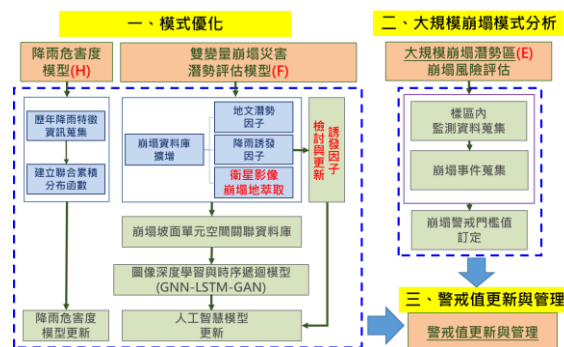 一、模式優化
降雨危害度
模型(H)
雙變量崩塌災害
潛勢評估模型(F)
歷年降雨特徵
資訊蒐集
建立聯合累積
分布函數
崩塌資料庫
擴增
地文潛勢
因子
降雨誘發
因子
衛星影像
崩塌地萃取
誘發因子
檢討與更新
崩塌坡面單元空間關聯資料庫
圖像深度學習與時序遞迴模型
(GNN-LSTM-GAN)
降雨危害度
模型更新
人工智慧模型
更新
二、大規模崩塌模式分析
大規模崩塌潛勢區(E)
崩塌風險評估
樣區內
監測資料蒐集
崩塌事件蒐集
崩塌警戒門檻值
訂定
三、警戒值更新與管理
警戒值更新與管理